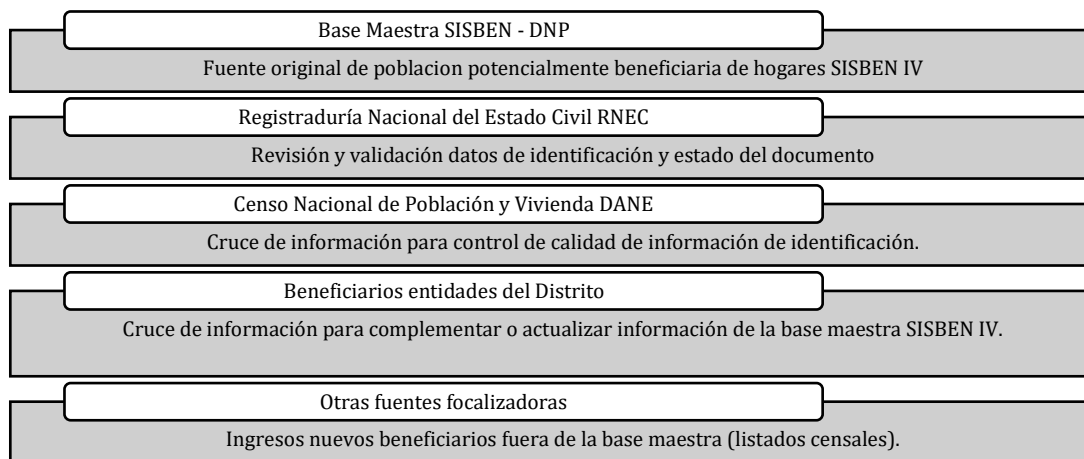 Base Maestra SISBEN - DNP
Fuente original de poblacion potencialmente beneficiaria de hogares SISBEN IV
Registraduría Nacional del Estado Civil RNEC
Revisión y validación datos de identificación y estado del documento
Censo Nacional de Población y Vivienda DANE
Cruce de información para control de calidad de información de identificación.
Beneficiarios entidades del Distrito
Cruce de información para complementar o actualizar información de la base maestra SISBEN IV.
Otras fuentes focalizadoras
Ingresos nuevos beneficiarios fuera de la base maestra (listados censales).